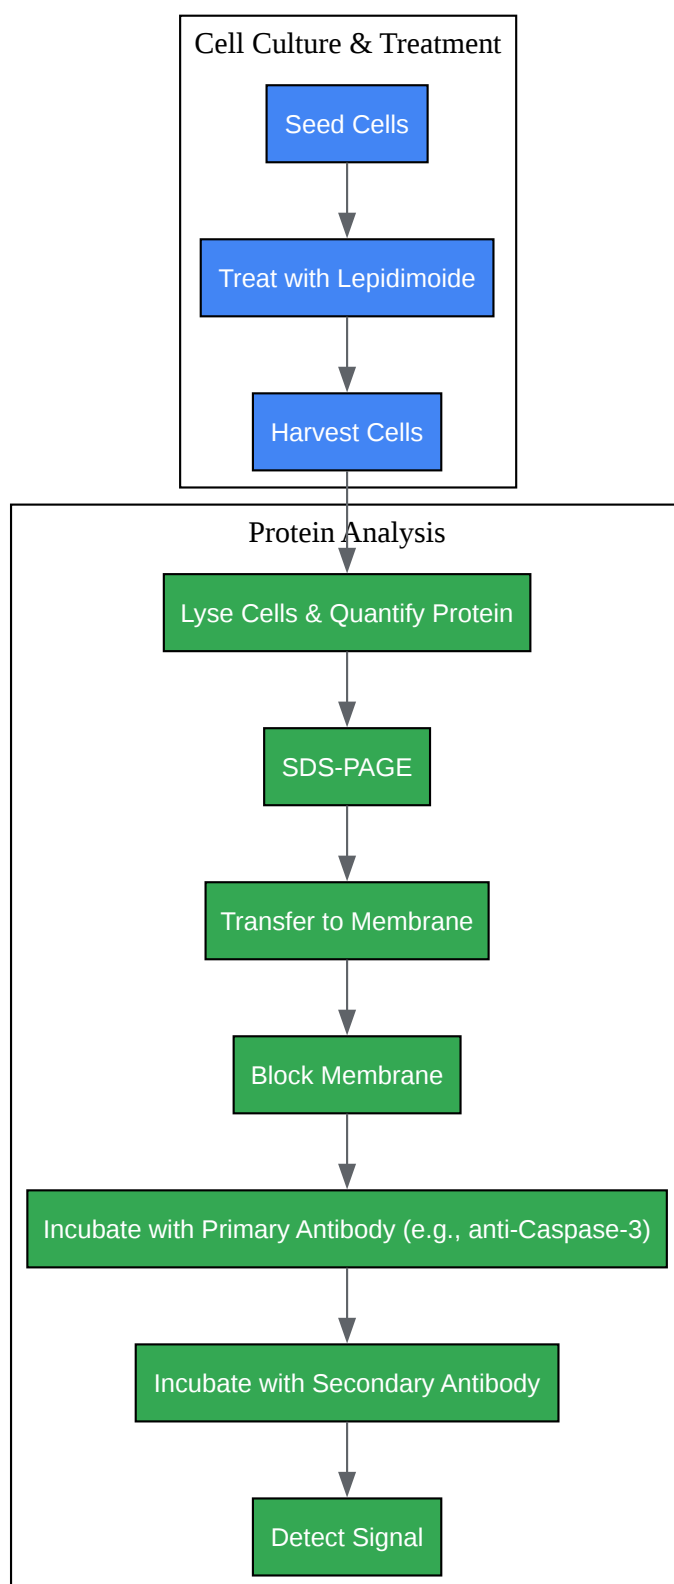 Cell Culture & Treatment
Seed Cells
Treat with Lepidimoide
Harvest Cells
Protein Analysis
Lyse Cells & Quantify Protein
SDS-PAGE
Transfer to Membrane
Block Membrane
Incubate with Primary Antibody (e.g., anti-Caspase-3)
Incubate with Secondary Antibody
Detect Signal